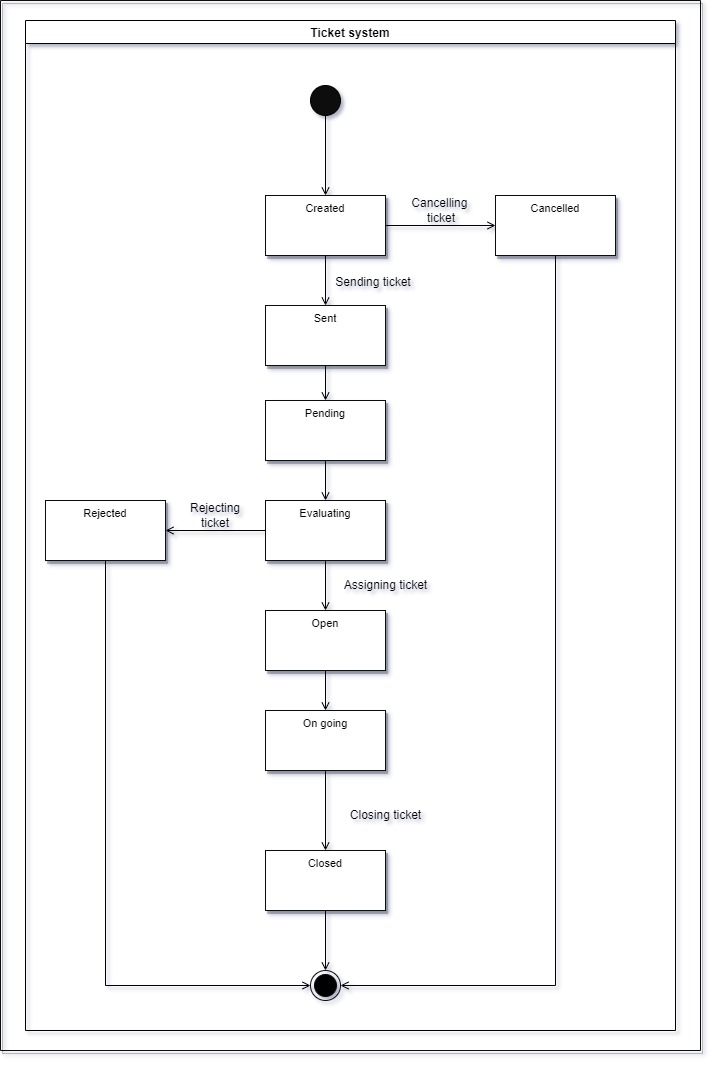 Ticket system
Created
Cancelling
ticket
Cancelled
Sending ticket
Sent
Pending
Rejected
Rejecting
ticket
Evaluating
Assigning ticket
Open
On going
Closing ticket
Closed